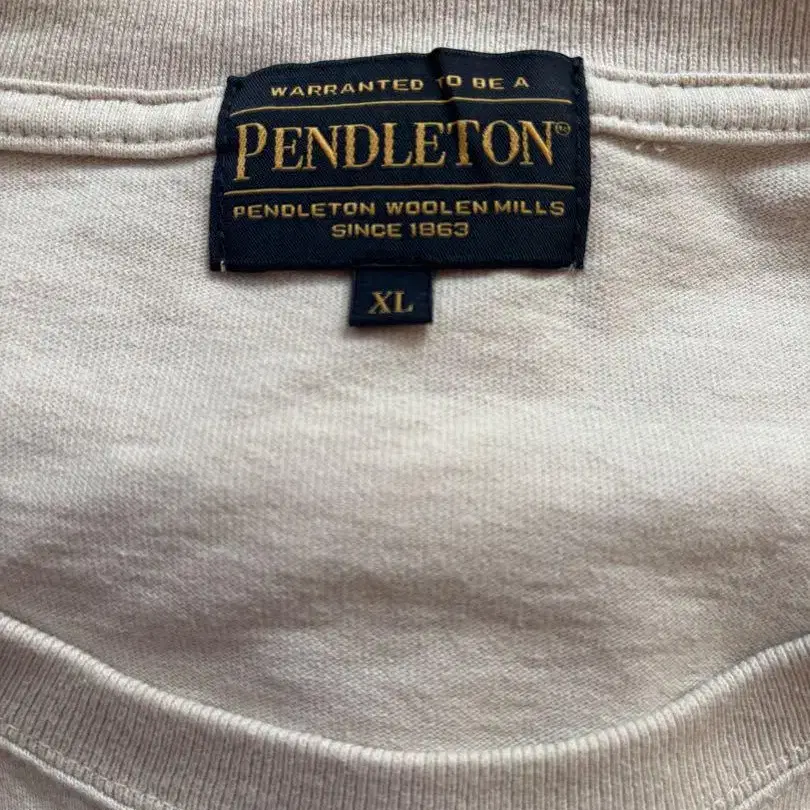 WARRANTED TO BE A
PENDLETON®
PENDLETON WOOLEN MILLS
SINCE 1863
XL